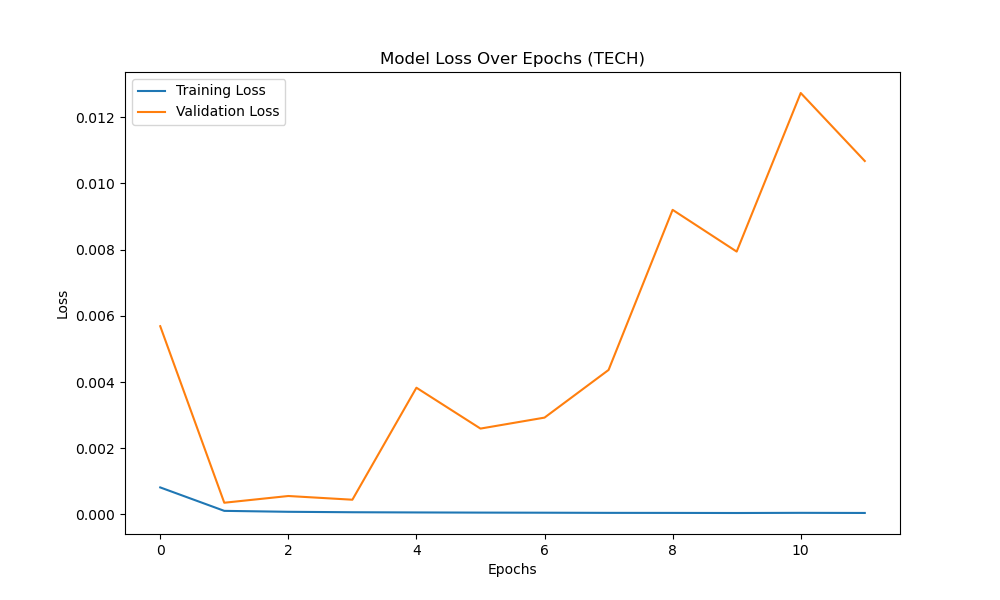 Model Loss Over Epochs (TECH)
Training Loss
Validation Loss
0.012
0.010
0.008
0.006
0.004
0.002
0.000
Loss
0 2 4 6 8 10
Epochs